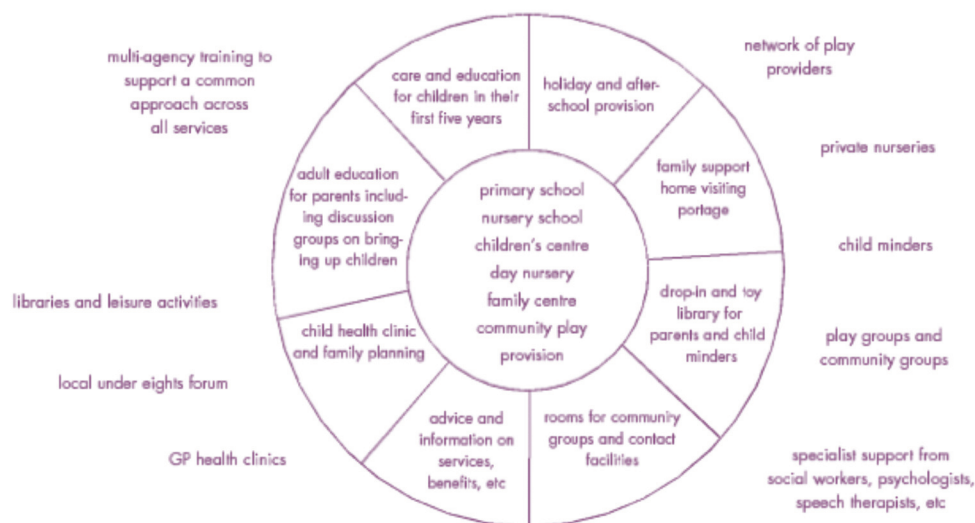 multi-agency training to
support a common
approach across
all services
care and education
for children in their
first five years
holiday and after-
school provision
network of play
providers
private nurseries
family support
home visiting
portage
adult education
for parents includ-
ing discussion
groups on bring-
ing up children
primary school
nursery school
children's centre
day nursery
family centre
community play
provision
child minders
libraries and leisure activities
drop-in and toy
library for
parents and child
minders
child health clinic
and family planning
play groups and
community groups
local under eights forum
advice and
information on
services,
benefits, etc
rooms for community
groups and contact
facilities
GP health clinics
specialist support from
social workers, psychologists,
speech therapists, etc